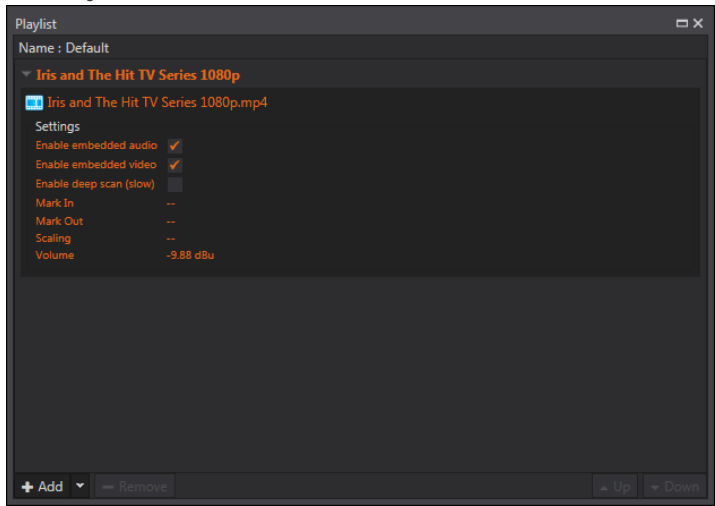 Playlist
Name : Default
Iris and The Hit TV Series 1080p
Iris and The Hit TV Series 1080p.mp4
Settings
Enable embedded audio
Enable embedded video
Enable deep scan (slow)
Mark In --
Mark Out --
Scaling --
Volume -9.88 dBu
Add Remove Up Down